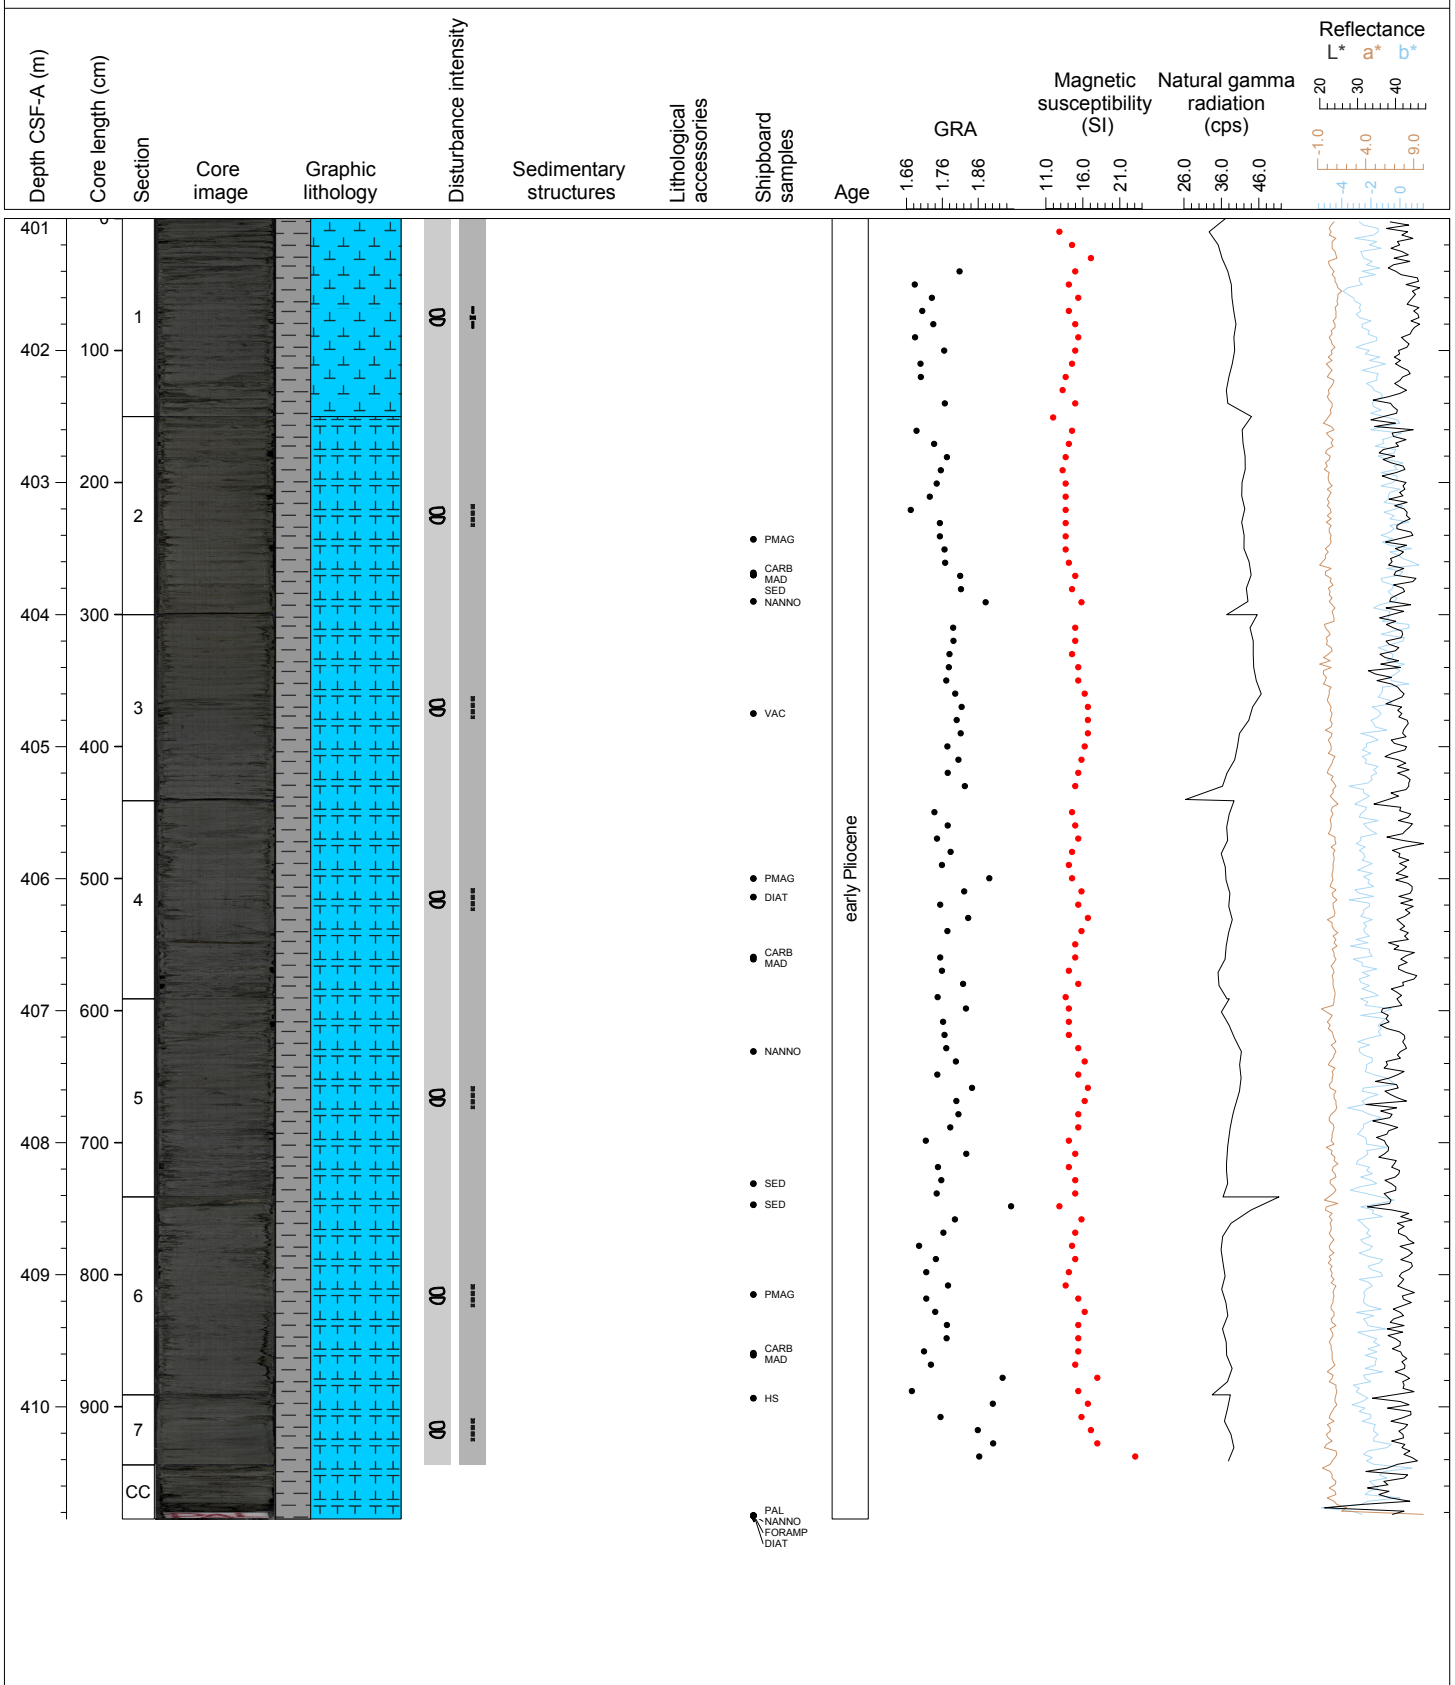 Depth CSF-A (m)
Core length (cm)
Section
Core
image
Graphic
lithology
Disturbance intensity
Sedimentary
structures
Lithological
accessories
Shipboard
samples
Age
GRA
1.66
1.76
1.86
Magnetic
susceptibility
(SI)
11.0
16.0
21.0
Natural gamma
radiation
(cps)
26.0
36.0
46.0
Reflectance
L* a* b*
20
30
40
-1.0
4.0
9.0
-4
-2
0
401
402
403
404
405
406
407
408
409
410
0
100
200
300
400
500
600
700
800
900
1
2
3
4
5
6
7
CC
PMAG
CARB
MAD
SED
NANNO
VAC
PMAG
DIAT
CARB
MAD
NANNO
SED
SED
PMAG
CARB
MAD
HS
PAL
NANNO
FORAMP
DIAT
early Pliocene